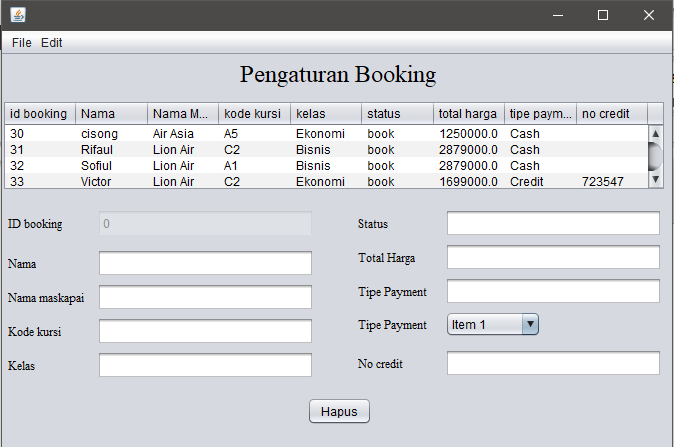 File Edit
Pengaturan Booking
id booking Nama Nama M... kode kursi kelas status total harga tipe paym... no credit
30 cisong Air Asia A5 Ekonomi book 1250000.0 Cash
31 Rifaul Lion Air C2 Bisnis book 2879000.0 Cash
32 Sofiul Lion Air A1 Bisnis book 2879000.0 Cash
33 Victor Lion Air C2 Ekonomi book 1699000.0 Credit 723547
ID booking 0
Nama
Nama maskapai
Kode kursi
Kelas
Status
Total Harga
Tipe Payment
Tipe Payment Item 1
No credit
Hapus